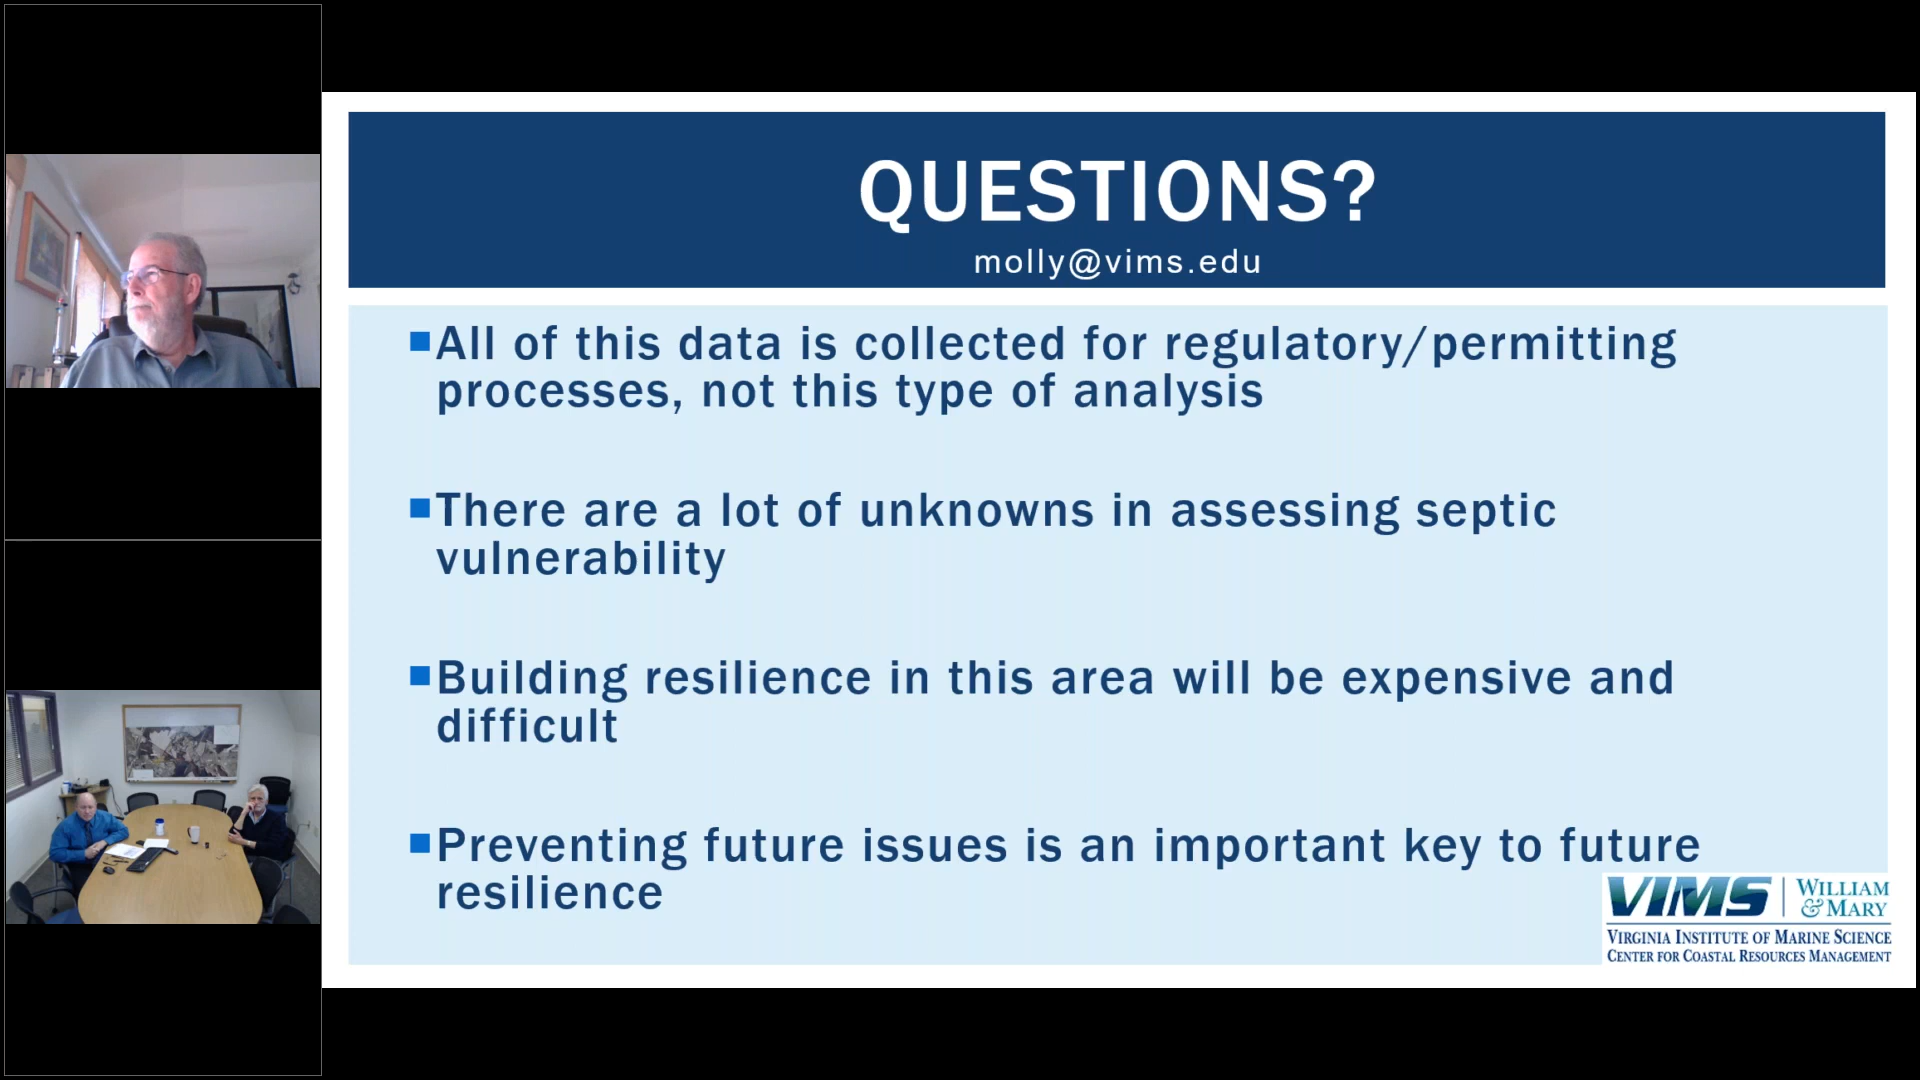 QUESTIONS?
molly@vims.edu
All of this data is collected for regulatory/permitting
processes, not this type of analysis
There are a lot of unknowns in assessing septic
vulnerability
Building resilience in this area will be expensive and
difficult
Preventing future issues is an important key to future
resilience
VIMS | WILLIAM
& MARY
VIRGINIA INSTITUTE OF MARINE SCIENCE
CENTER FOR COASTAL RESOURCES MANAGEMENT